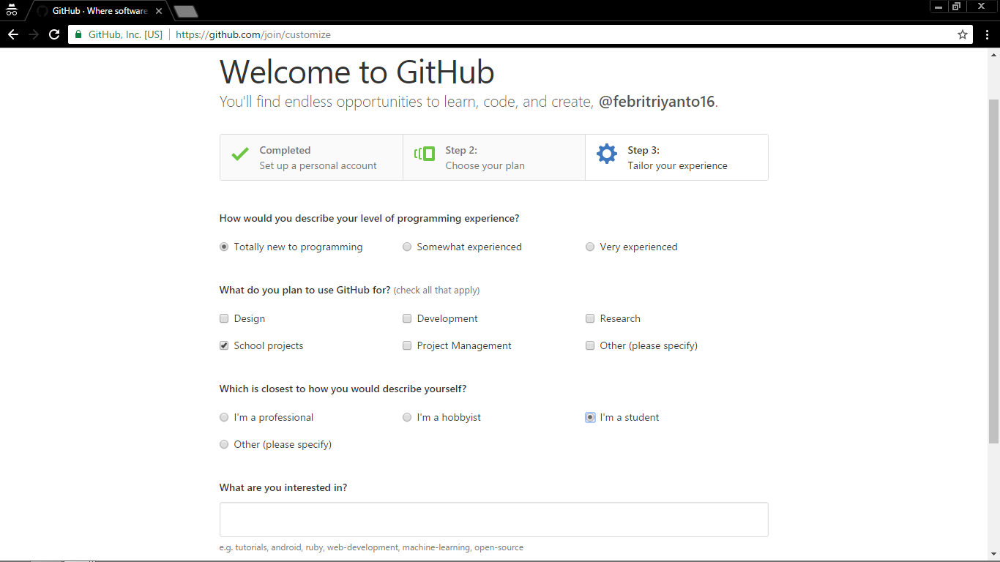 GitHub · Where software
GitHub, Inc. [US] https://github.com/join/customize
Welcome to GitHub
You'll find endless opportunities to learn, code, and create, @febritriyanto16.
Completed
Set up a personal account
Step 2:
Choose your plan
Step 3:
Tailor your experience
How would you describe your level of programming experience?
Totally new to programming Somewhat experienced Very experienced
What do you plan to use GitHub for? (check all that apply)
Design Development Research
School projects Project Management Other (please specify)
Which is closest to how you would describe yourself?
I'm a professional I'm a hobbyist I'm a student
Other (please specify)
What are you interested in?
e.g. tutorials, android, ruby, web-development, machine-learning, open-source